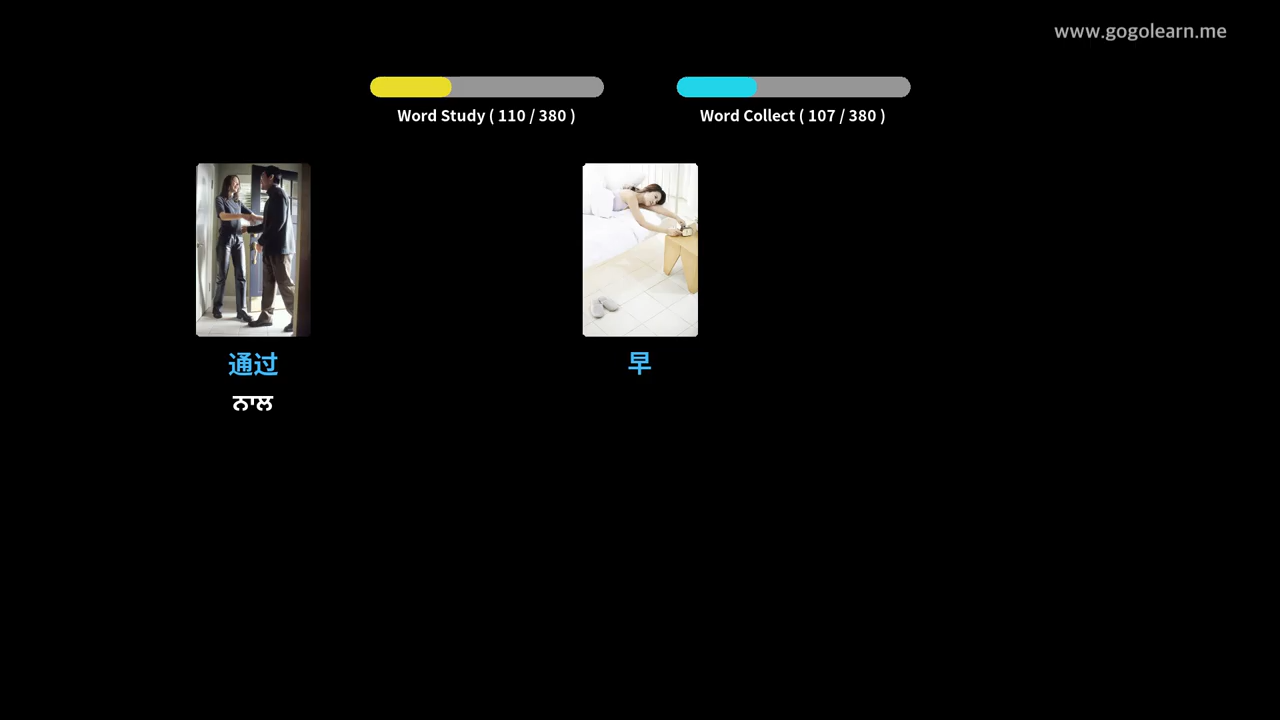 www.gogolearn.me
Word Study ( 110 / 380 )
Word Collect ( 107 / 380 )
通过
ਨਾਲ
早